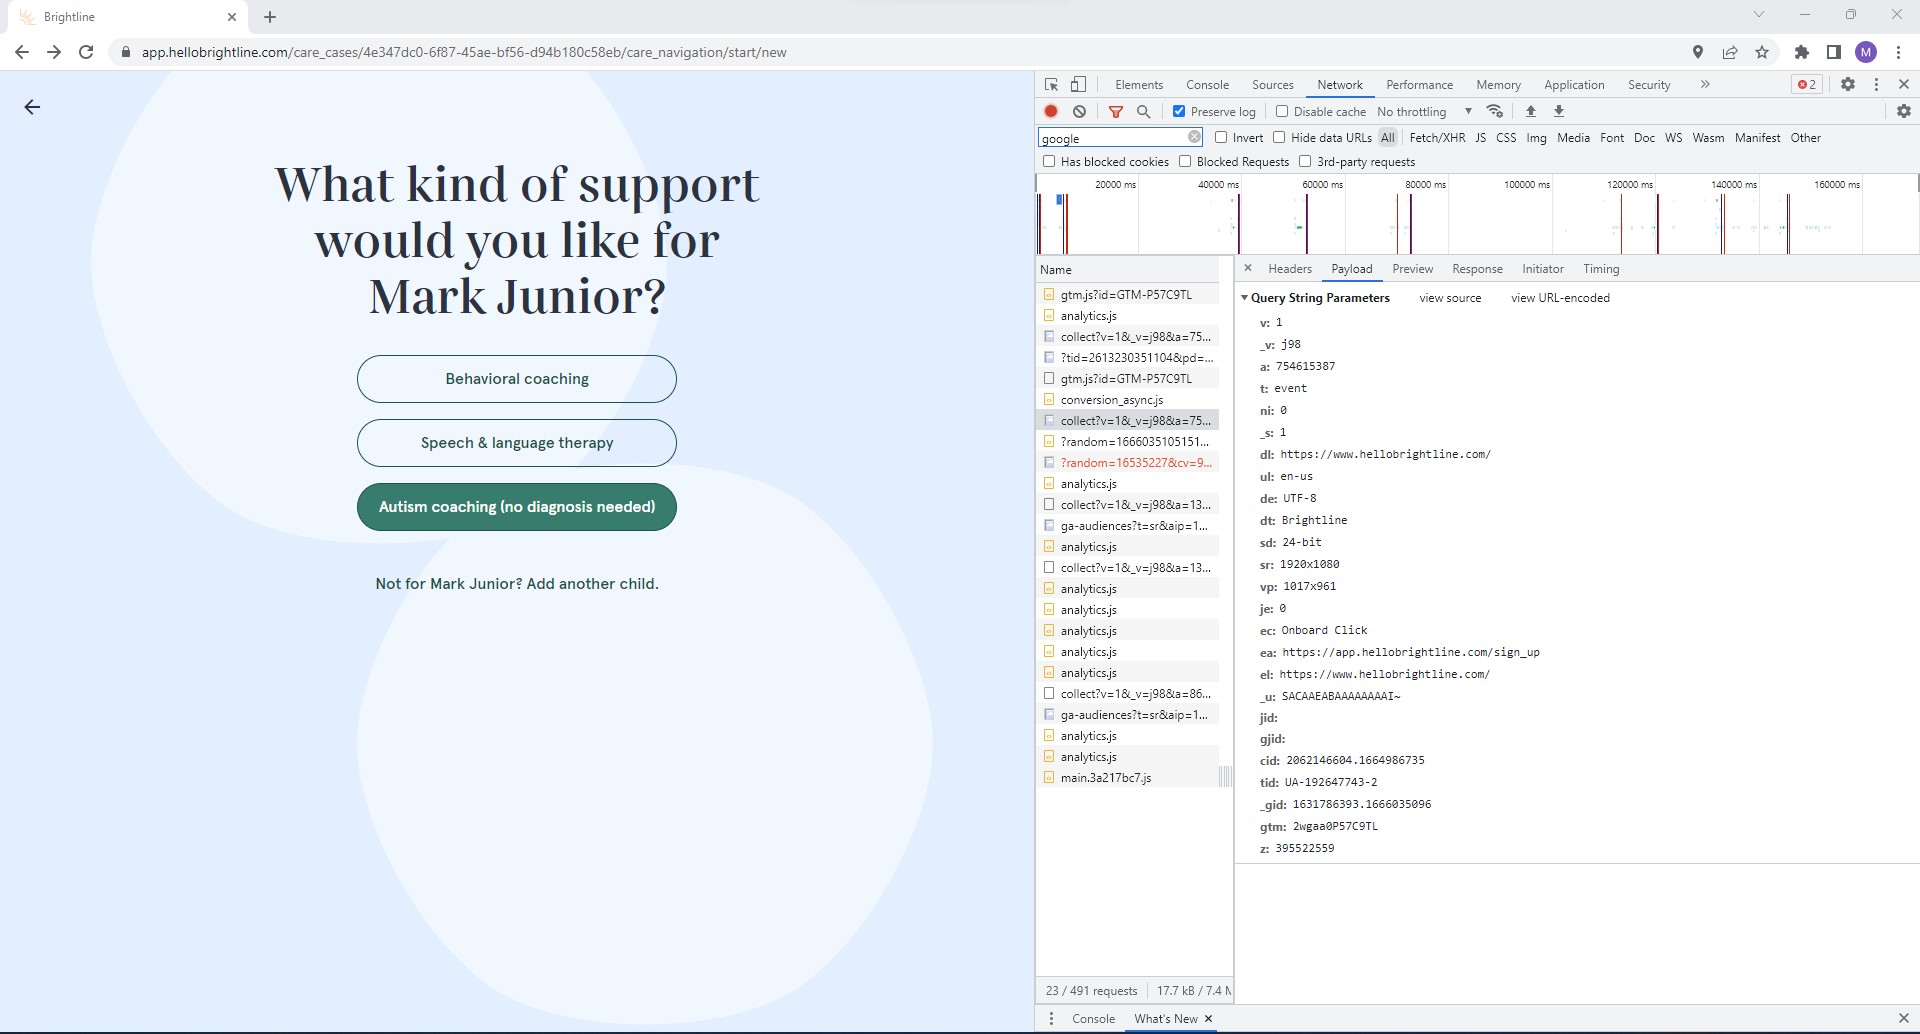 Brightline
app.hellobrightline.com/care_cases/4e347dc0-6f87-45ae-bf56-d94b180c58eb/care_navigation/start/new
M
What kind of support
would you like for
Mark Junior?
Behavioral coaching
Speech & language therapy
Autism coaching (no diagnosis needed)
Not for Mark Junior? Add another child.
Elements Console Sources Network Performance Memory Application Security 2
Preserve log Disable cache No throttling
google Invert Hide data URLs All Fetch/XHR JS CSS Img Media Font Doc WS Wasm Manifest Other
Has blocked cookies Blocked Requests 3rd-party requests
20000 ms 40000 ms 60000 ms 80000 ms 100000 ms 120000 ms 140000 ms 160000 ms
Name
gtm.js?id=GTM-P57C9TL
analytics.js
collect?v=1&_v=j98&a=75...
?tid=2613230351104&pd=...
gtm.js?id=GTM-P57C9TL
conversion_async.js
collect?v=1&_v=j98&a=75...
?random=1666035105151...
?random=16535227&cv=9...
analytics.js
collect?v=1&_v=j98&a=13...
ga-audiences?t=sr&aip=1...
analytics.js
collect?v=1&_v=j98&a=13...
analytics.js
analytics.js
analytics.js
analytics.js
analytics.js
collect?v=1&_v=j98&a=86...
ga-audiences?t=sr&aip=1...
analytics.js
analytics.js
main.3a217bc7.js
23 / 491 requests 17.7 kB / 7.4 M
Headers Payload Preview Response Initiator Timing
Query String Parameters view source view URL-encoded
v: 1
_v: j98
a: 754615387
t: event
ni: 0
_s: 1
dl: https://www.hellobrightline.com/
ul: en-us
de: UTF-8
dt: Brightline
sd: 24-bit
sr: 1920x1080
vp: 1017x961
je: 0
ec: Onboard Click
ea: https://app.hellobrightline.com/sign_up
el: https://www.hellobrightline.com/
_u: SACAAEABAAAAAAAAI~
jid:
gjid:
cid: 2062146604.1664986735
tid: UA-192647743-2
_gid: 1631786393.1666035096
gtm: 2wgaa0P57C9TL
z: 395522559
Console What's New